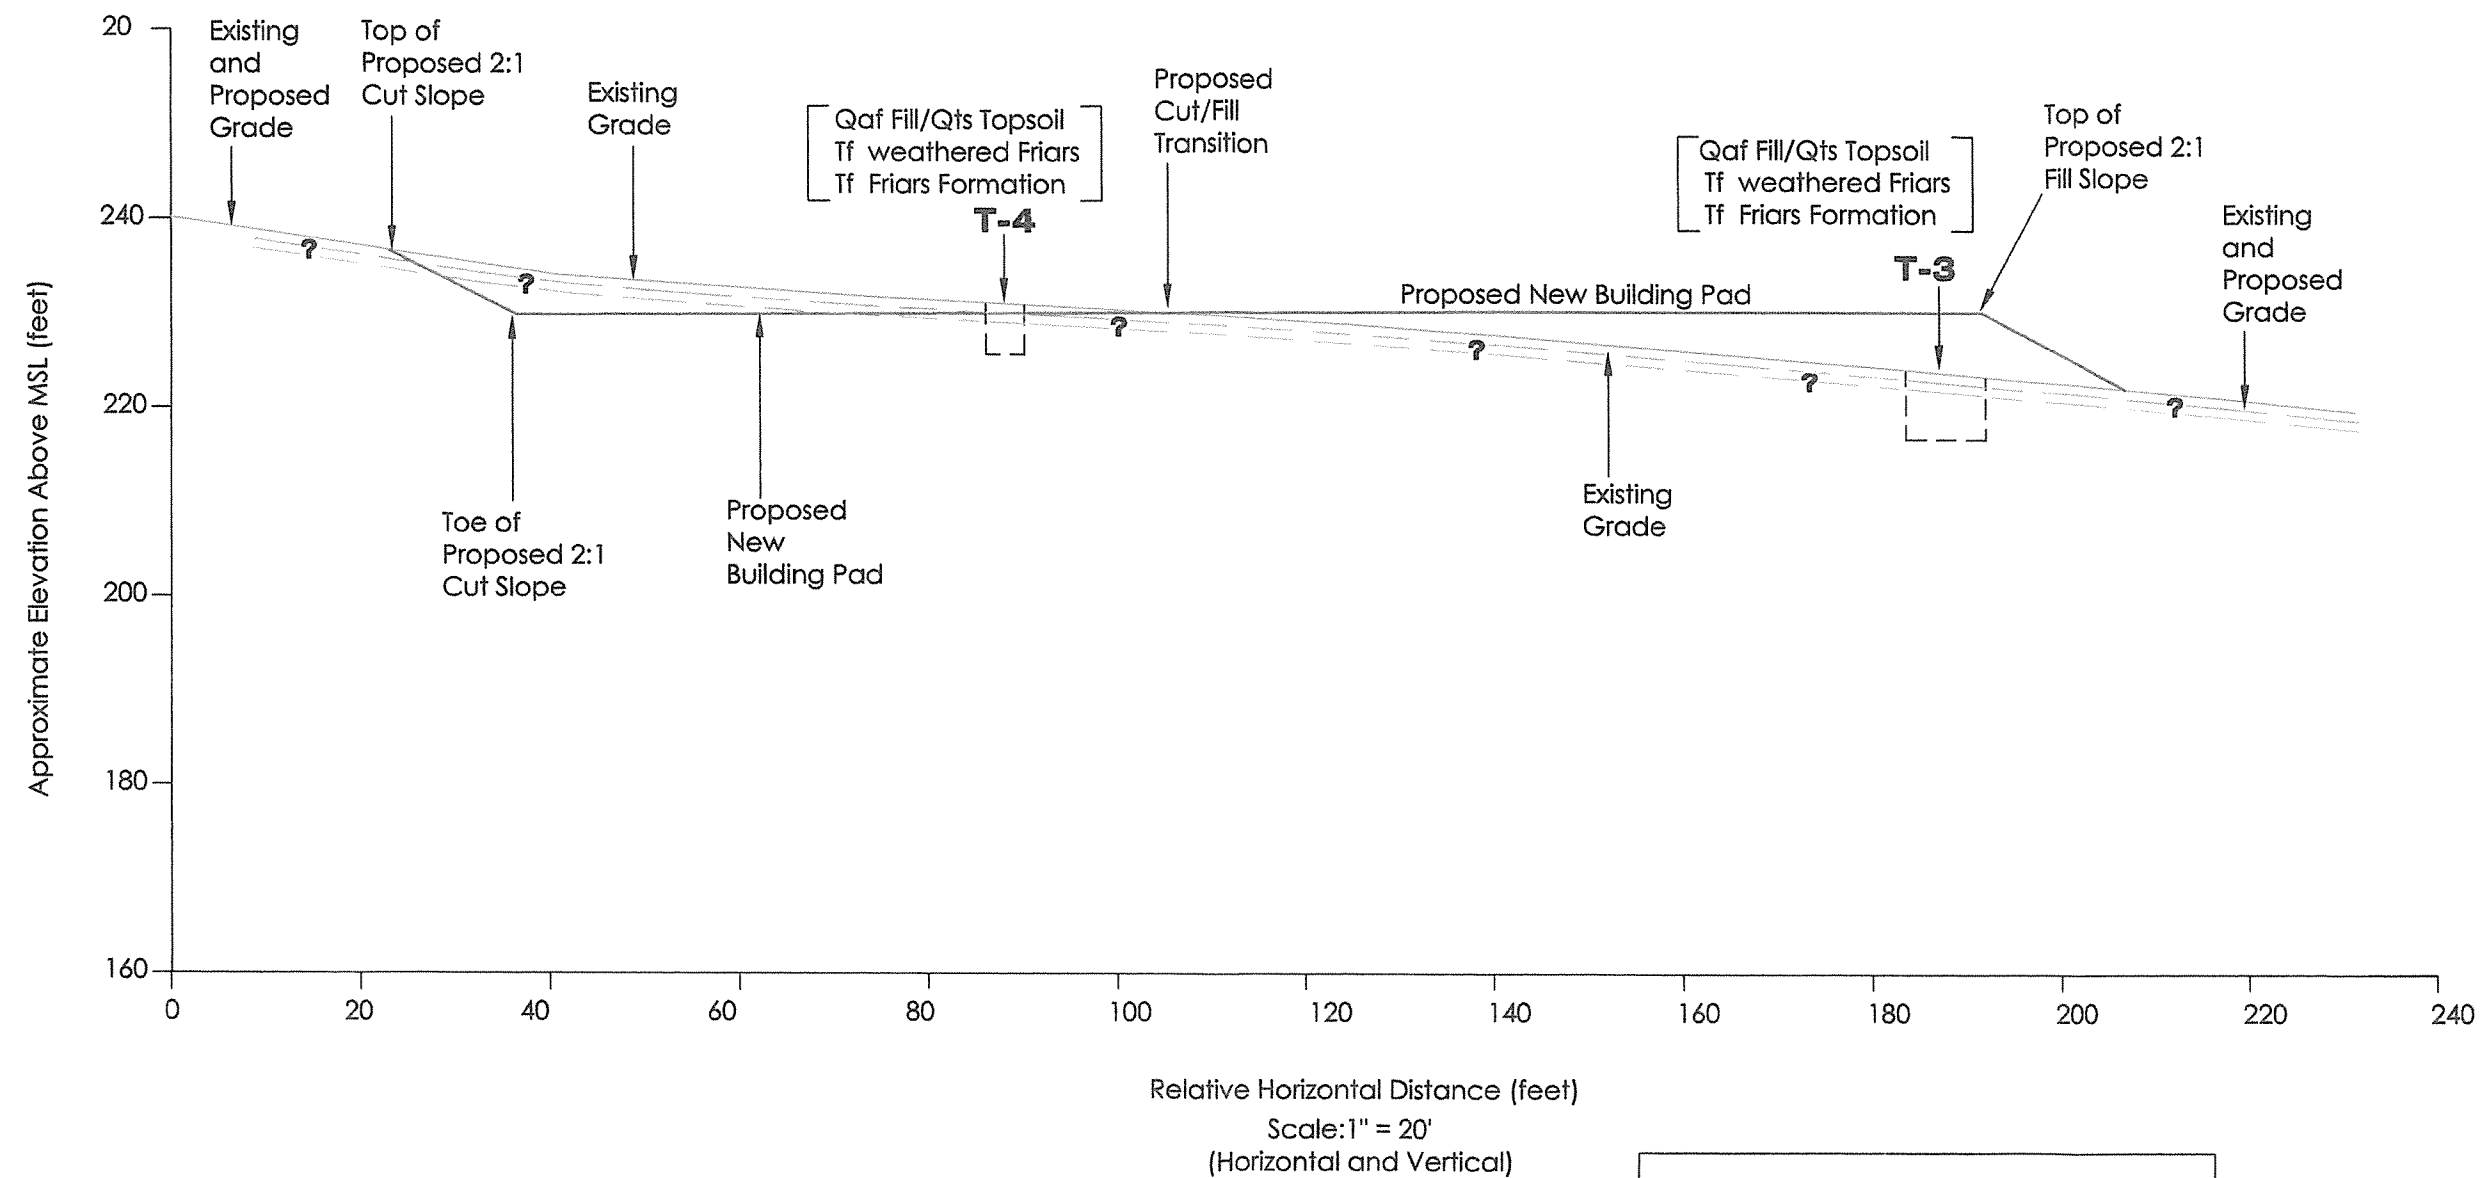 20
Existing
and
Proposed
Grade
Top of
Proposed 2:1
Cut Slope
Existing
Grade
Qaf Fill/Qts Topsoil
Tf weathered Friars
Tf Friars Formation
T-4
Proposed
Cut/Fill
Transition
Qaf Fill/Qts Topsoil
Tf weathered Friars
Tf Friars Formation
T-3
Top of
Proposed 2:1
Fill Slope
Existing
and
Proposed
Grade
Proposed New Building Pad
240
?
?
?
?
?
?
220
Toe of
Proposed 2:1
Cut Slope
Proposed
New
Building Pad
Existing
Grade
200
180
160
Approximate Elevation Above MSL (feet)
0 20 40 60 80 100 120 140 160 180 200 220 240
Relative Horizontal Distance (feet)
Scale:1" = 20'
(Horizontal and Vertical)